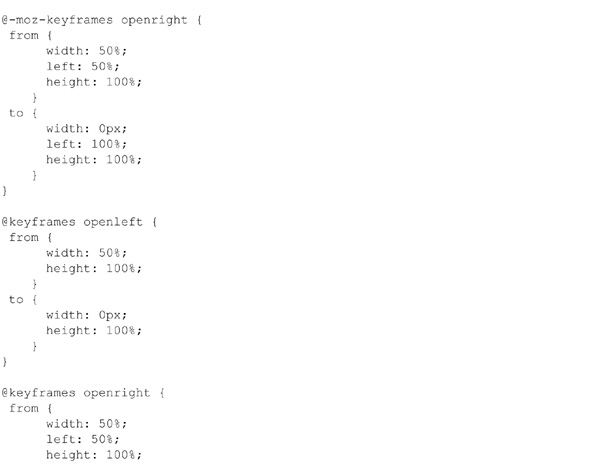 @-moz-keyframes openright {
from {
width: 50%;
left: 50%;
height: 100%;
}
to {
width: 0px;
left: 100%;
height: 100%;
}
}
@keyframes openleft {
from {
width: 50%;
height: 100%;
}
to {
width: 0px;
height: 100%;
}
}
@keyframes openright {
from {
width: 50%;
left: 50%;
height: 100%;